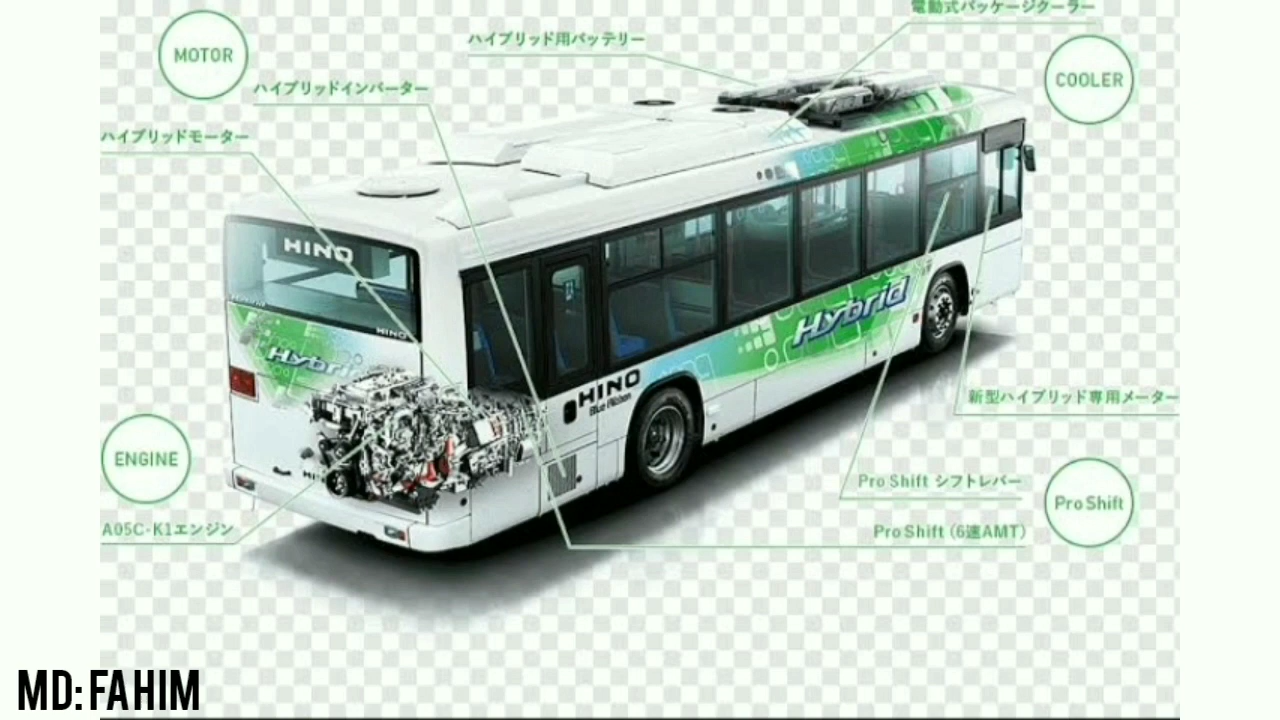 電動式パッケージクーラー
ハイブリッド用バッテリー
MOTOR
COOLER
ハイブリッドインバーター
ハイブリッドモーター
HINO
HINO
Hybrid
Hybrid
HINO
Blue Ribbon
新型ハイブリッド専用メーター
ENGINE
Pro Shift シフトレバー
Pro Shift
A05C-K1エンジン
Pro Shift (6速AMT)
MD: FAHIM